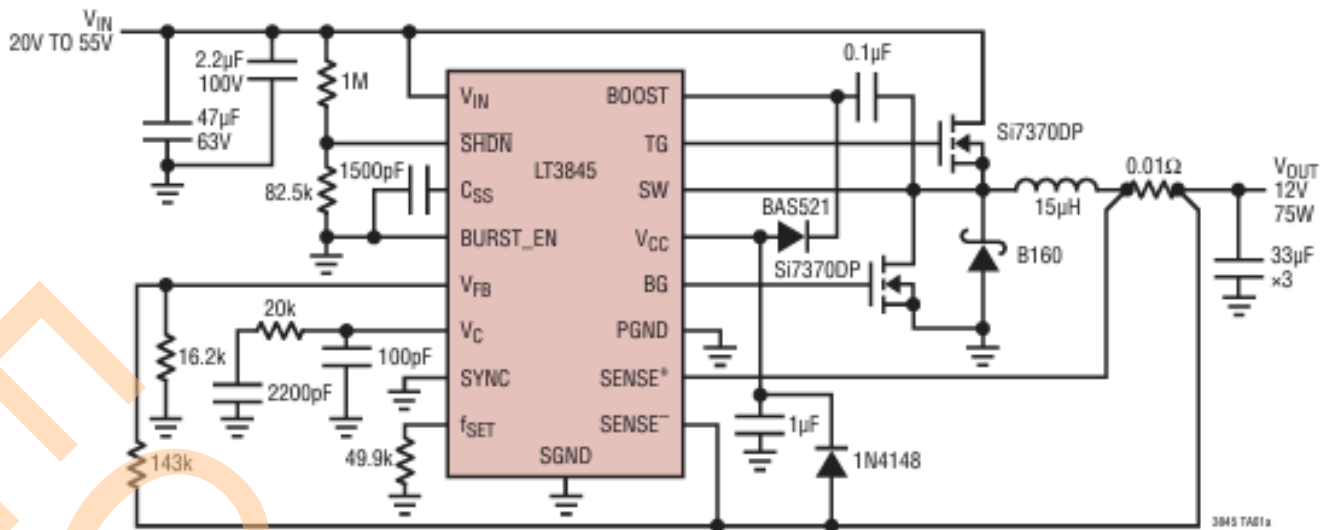 VIN
20V TO 55V
2.2µF
100V
47µF
63V
1M
82.5k
1500pF
VIN
SHDN
CSS
BURST_EN
VFB
VC
SYNC
fSET
LT3845
SGND
BOOST
TG
SW
VCC
BG
PGND
SENSE+
SENSE–
0.1µF
Si7370DP
BAS521
Si7370DP
15µH
0.01Ω
VOUT
12V
75W
B160
33µF
×3
20k
16.2k
100pF
2200pF
49.9k
143k
1µF
1N4148
3845 TA01a